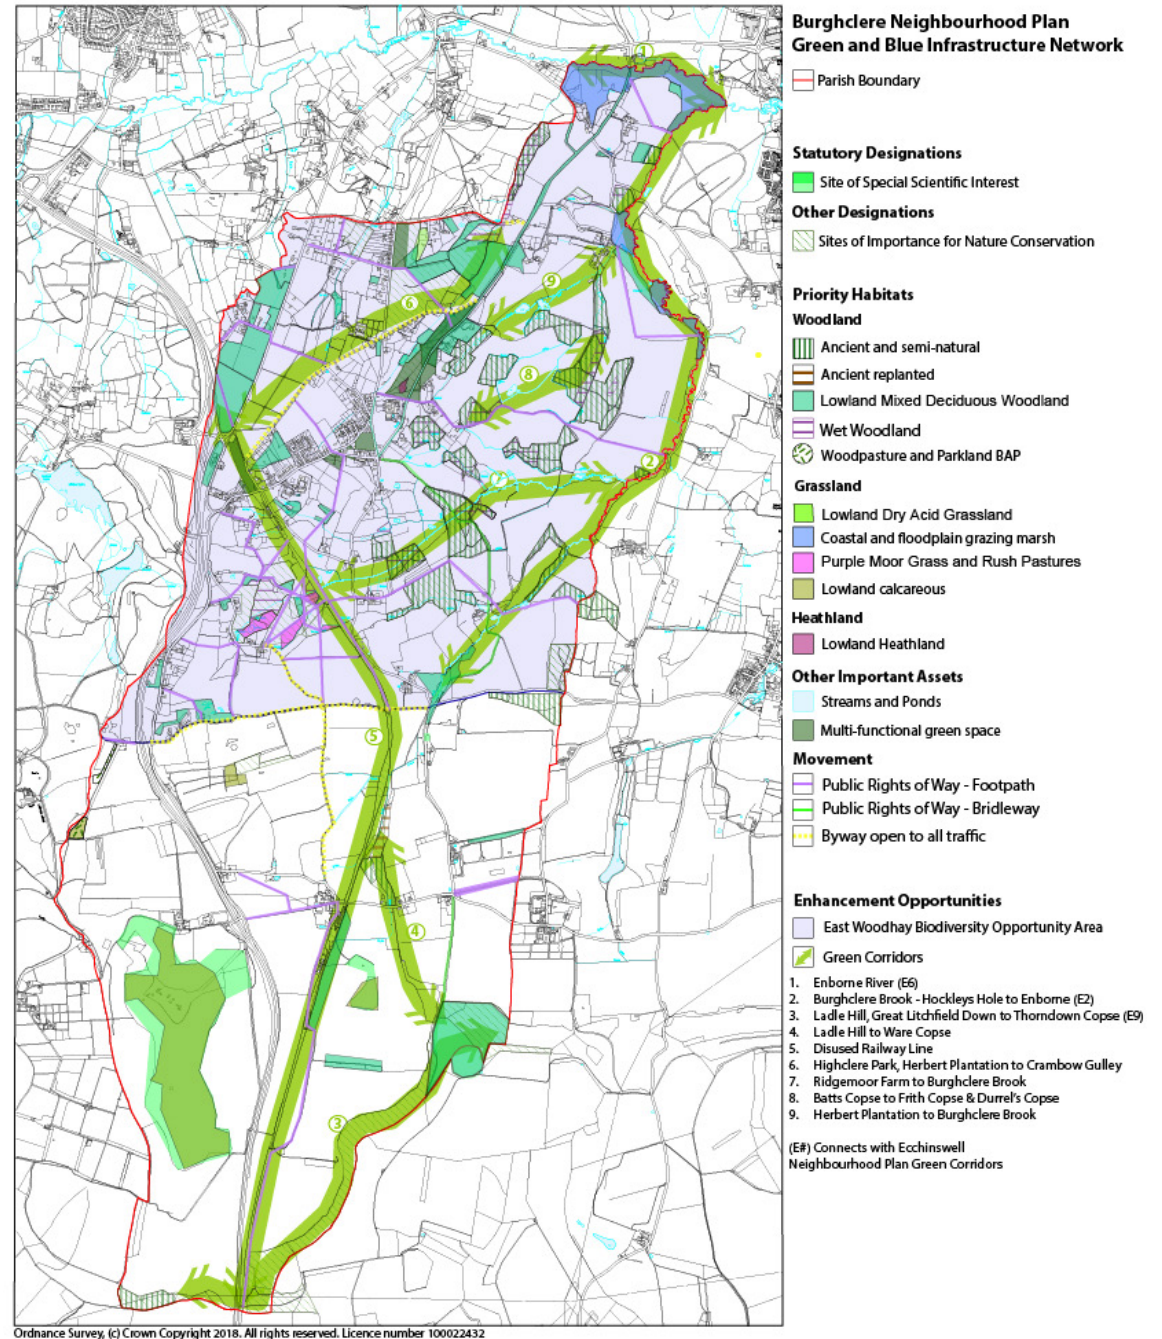 Burghclere Neighbourhood Plan
Green and Blue Infrastructure Network
Parish Boundary
Statutory Designations
Site of Special Scientific Interest
Other Designations
Sites of Importance for Nature Conservation
Priority Habitats
Woodland
Ancient and semi-natural
Ancient replanted
Lowland Mixed Deciduous Woodland
Wet Woodland
Woodpasture and Parkland BAP
Grassland
Lowland Dry Acid Grassland
Coastal and floodplain grazing marsh
Purple Moor Grass and Rush Pastures
Lowland calcareous
Heathland
Lowland Heathland
Other Important Assets
Streams and Ponds
Multi-functional green space
Movement
Public Rights of Way - Footpath
Public Rights of Way - Bridleway
Byway open to all traffic
Enhancement Opportunities
East Woodhay Biodiversity Opportunity Area
Green Corridors
1. Enborne River (E6)
2. Burghclere Brook - Hockleys Hole to Enborne (E2)
3. Ladle Hill, Great Litchfield Down to Thorndown Copse (E9)
4. Ladle Hill to Ware Copse
5. Disused Railway Line
6. Highclere Park, Herbert Plantation to Crambow Gulley
7. Ridgemoor Farm to Burghclere Brook
8. Batts Copse to Frith Copse & Durrel's Copse
9. Herbert Plantation to Burghclere Brook
(E#) Connects with Ecchinswell
Neighbourhood Plan Green Corridors
1
9
6
8
2
7
5
4
3
Ordnance Survey, (c) Crown Copyright 2018. All rights reserved. Licence number 100022432